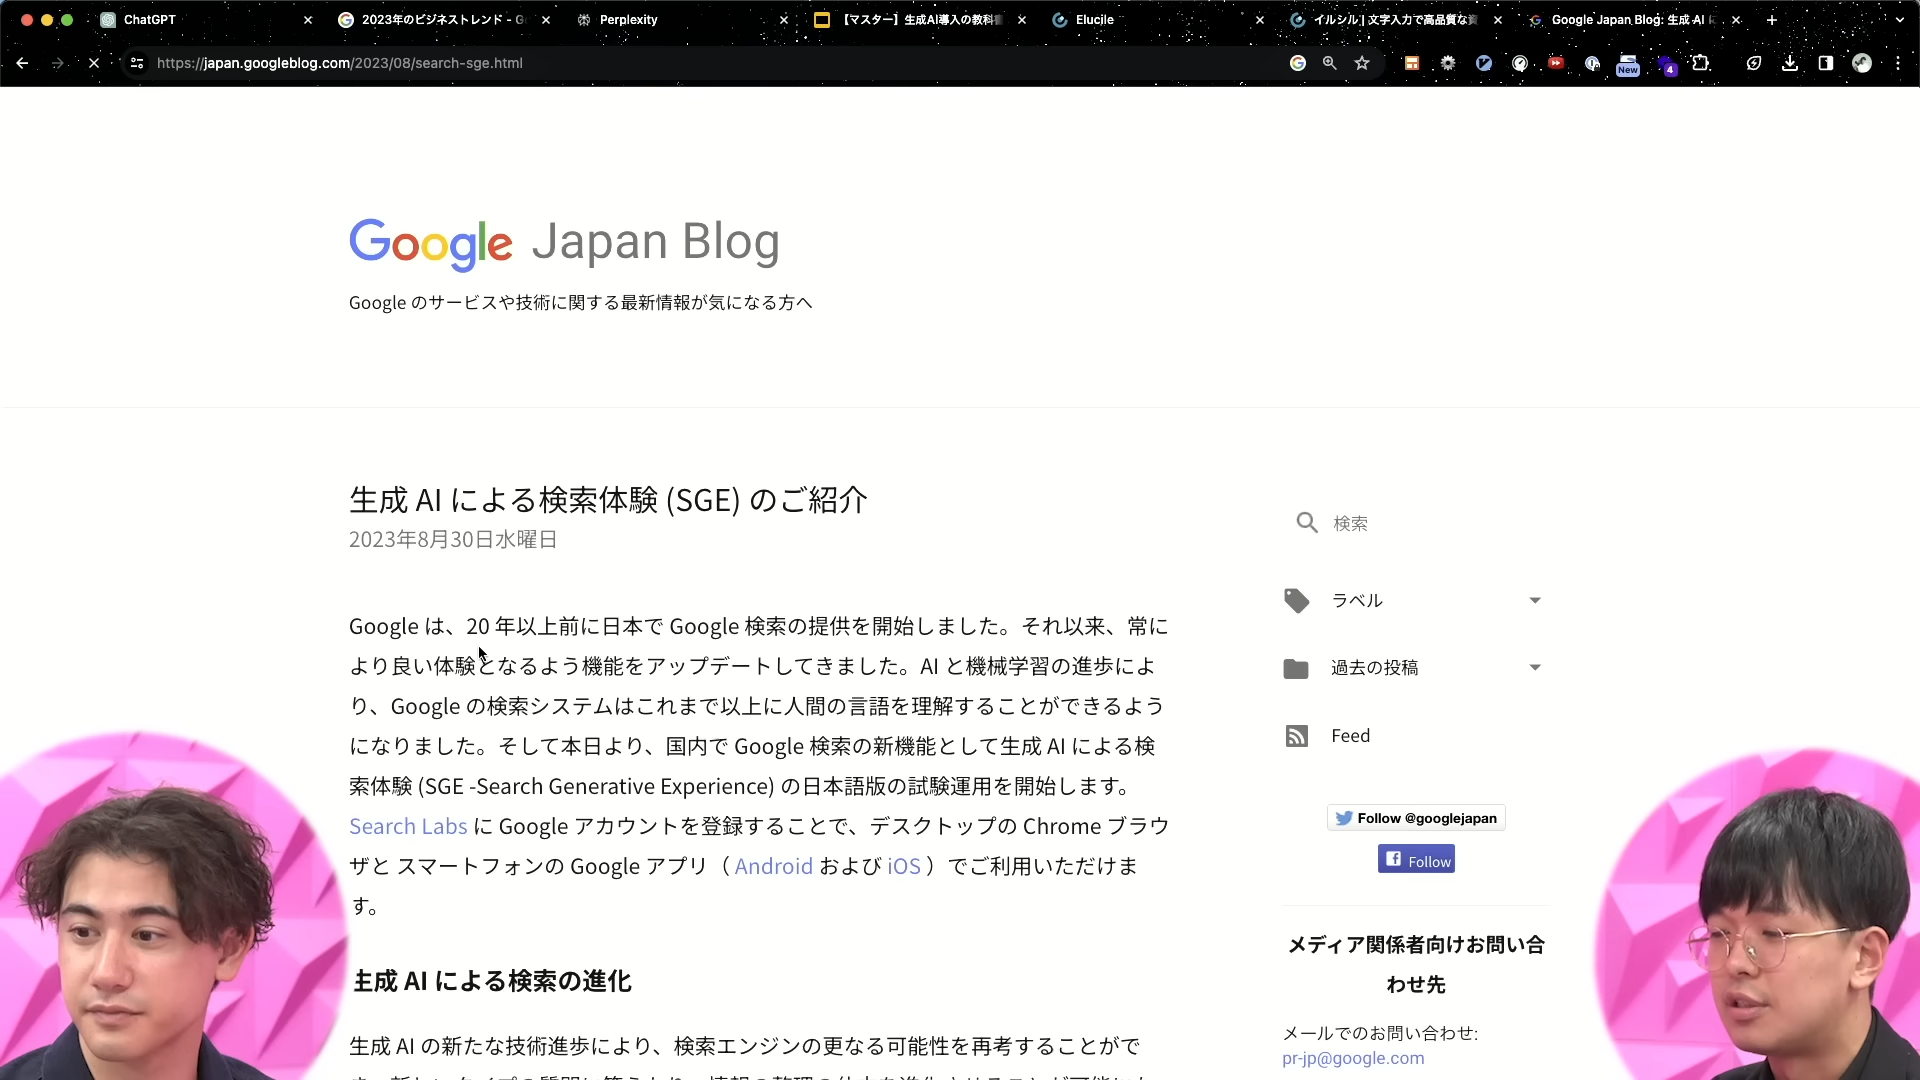 ChatGPT
2023年のビジネストレンド - G
Perplexity
【マスター】生成AI導入の教科書
Elucile
イルシル | 文字入力で高品質な資
Google Japan Blog: 生成 AI に
https://japan.googleblog.com/2023/08/search-sge.html
New
4
Google Japan Blog
Google のサービスや技術に関する最新情報が気になる方へ
生成 AI による検索体験 (SGE) のご紹介
2023年8月30日水曜日
Google は、20 年以上前に日本で Google 検索の提供を開始しました。それ以来、常に
より良い体験となるよう機能をアップデートしてきました。AI と機械学習の進歩によ
り、Google の検索システムはこれまで以上に人間の言語を理解することができるよう
になりました。そして本日より、国内で Google 検索の新機能として生成 AI による検
索体験 (SGE -Search Generative Experience) の日本語版の試験運用を開始します。
Search Labs に Google アカウントを登録することで、デスクトップの Chrome ブラウ
ザと スマートフォンの Google アプリ（ Android および iOS ）でご利用いただけま
す。
生成 AI による検索の進化
生成 AI の新たな技術進歩により、検索エンジンの更なる可能性を再考することがで
検索
ラベル
過去の投稿
Feed
Follow @googlejapan
Follow
メディア関係者向けお問い合
わせ先
メールでのお問い合わせ:
pr-jp@google.com